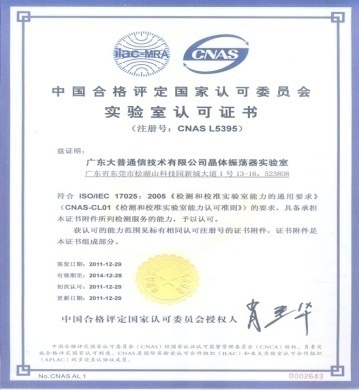 ilac-MRA
CNAS
中国合格评定国家认可委员会
实验室认可证书
（注册号：CNAS L5395）
兹证明：
广东大普通信技术有限公司晶体振荡器实验室
广东省东莞市松山湖科技园新城大道1号13-16，523808
符合 ISO/IEC 17025：2005《检测和校准实验室能力的通用要求》
（CNAS-CL01《检测和校准实验室能力认可准则》）的要求，具备承担
本证书附件所列检测服务的能力，予以认可。
获认可的能力范围见标有相同认可注册号的证书附件，证书附件是
本证书组成部分。
签发日期：2011-12-29
有效期至：2014-12-28
初次认可：2011-12-29
更新日期：2011-12-29
中国合格评定国家认可委员会授权人
中国合格评定国家认可委员会（CNAS）经国家认证认可监督管理委员会（CNCA）授权，负责实
施合格评定国家认可制度。CNAS是国际实验室认可合作组织（ILAC）和亚太实验室认可合作组织
（APLAC）的多边承认协议成员。
No.CNAS AL 1
0002643